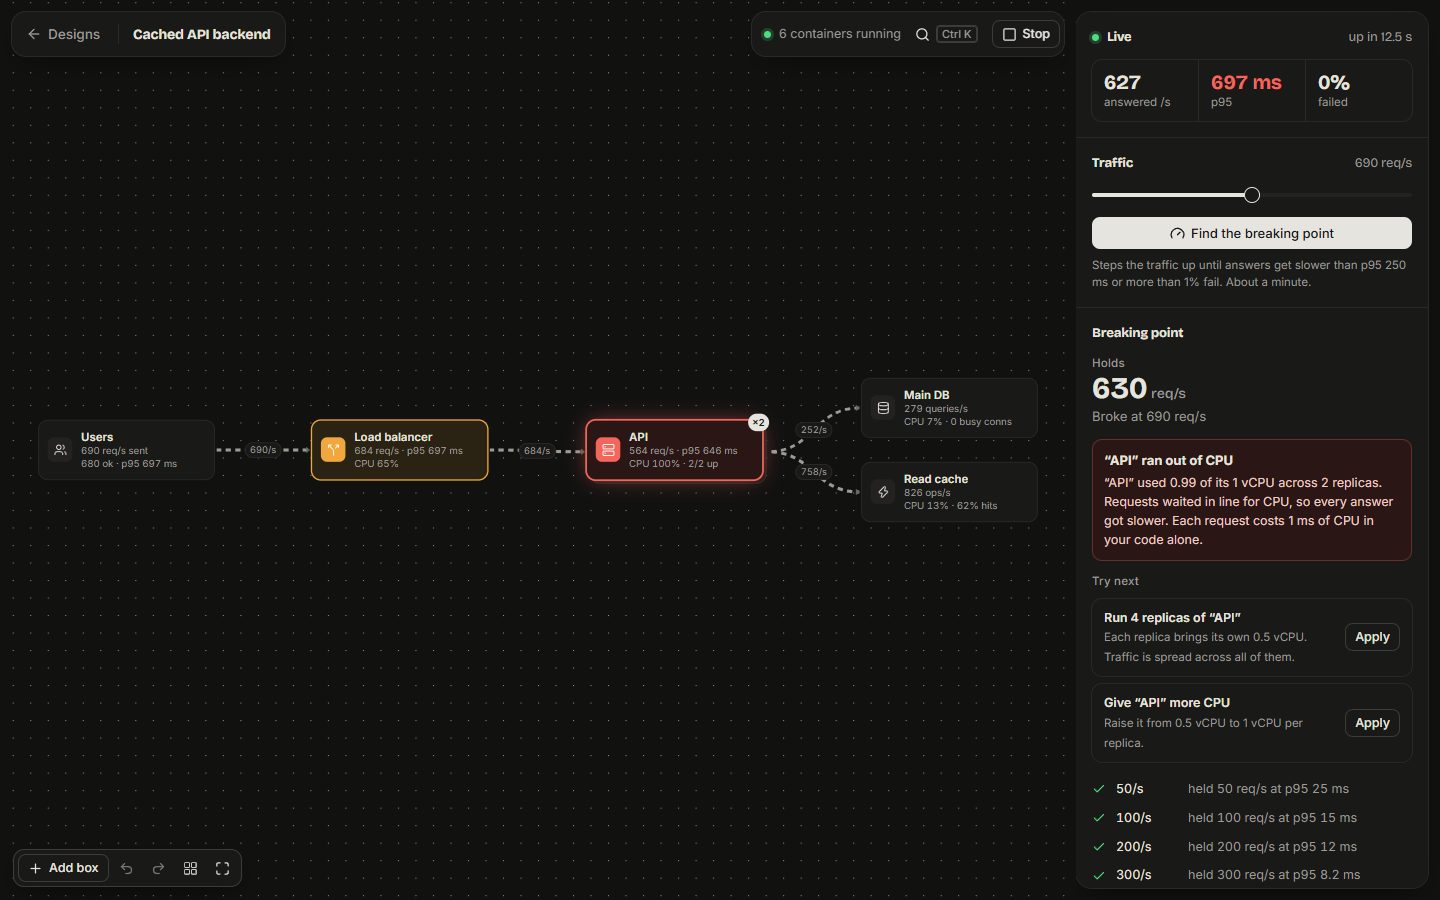 Designs
Cached API backend
6 containers running
Ctrl K
Stop
Live
up in 12.5 s
627
answered /s
697 ms
p95
0%
failed
Traffic
690 req/s
Find the breaking point
Steps the traffic up until answers get slower than p95 250
ms or more than 1% fail. About a minute.
Breaking point
Holds
630 req/s
Broke at 690 req/s
“API” ran out of CPU
“API” used 0.99 of its 1 vCPU across 2 replicas.
Requests waited in line for CPU, so every answer
got slower. Each request costs 1 ms of CPU in
your code alone.
Try next
Run 4 replicas of “API”
Each replica brings its own 0.5 vCPU.
Traffic is spread across all of them.
Apply
Give “API” more CPU
Raise it from 0.5 vCPU to 1 vCPU per
replica.
Apply
50/s held 50 req/s at p95 25 ms
100/s held 100 req/s at p95 15 ms
200/s held 200 req/s at p95 12 ms
300/s held 300 req/s at p95 8.2 ms
Users
690 req/s sent
680 ok · p95 697 ms
690/s
Load balancer
684 req/s · p95 697 ms
CPU 65%
684/s
API
564 req/s · p95 646 ms
CPU 100% · 2/2 up
×2
252/s
758/s
Main DB
279 queries/s
CPU 7% · 0 busy conns
Read cache
826 ops/s
CPU 13% · 62% hits
Add box